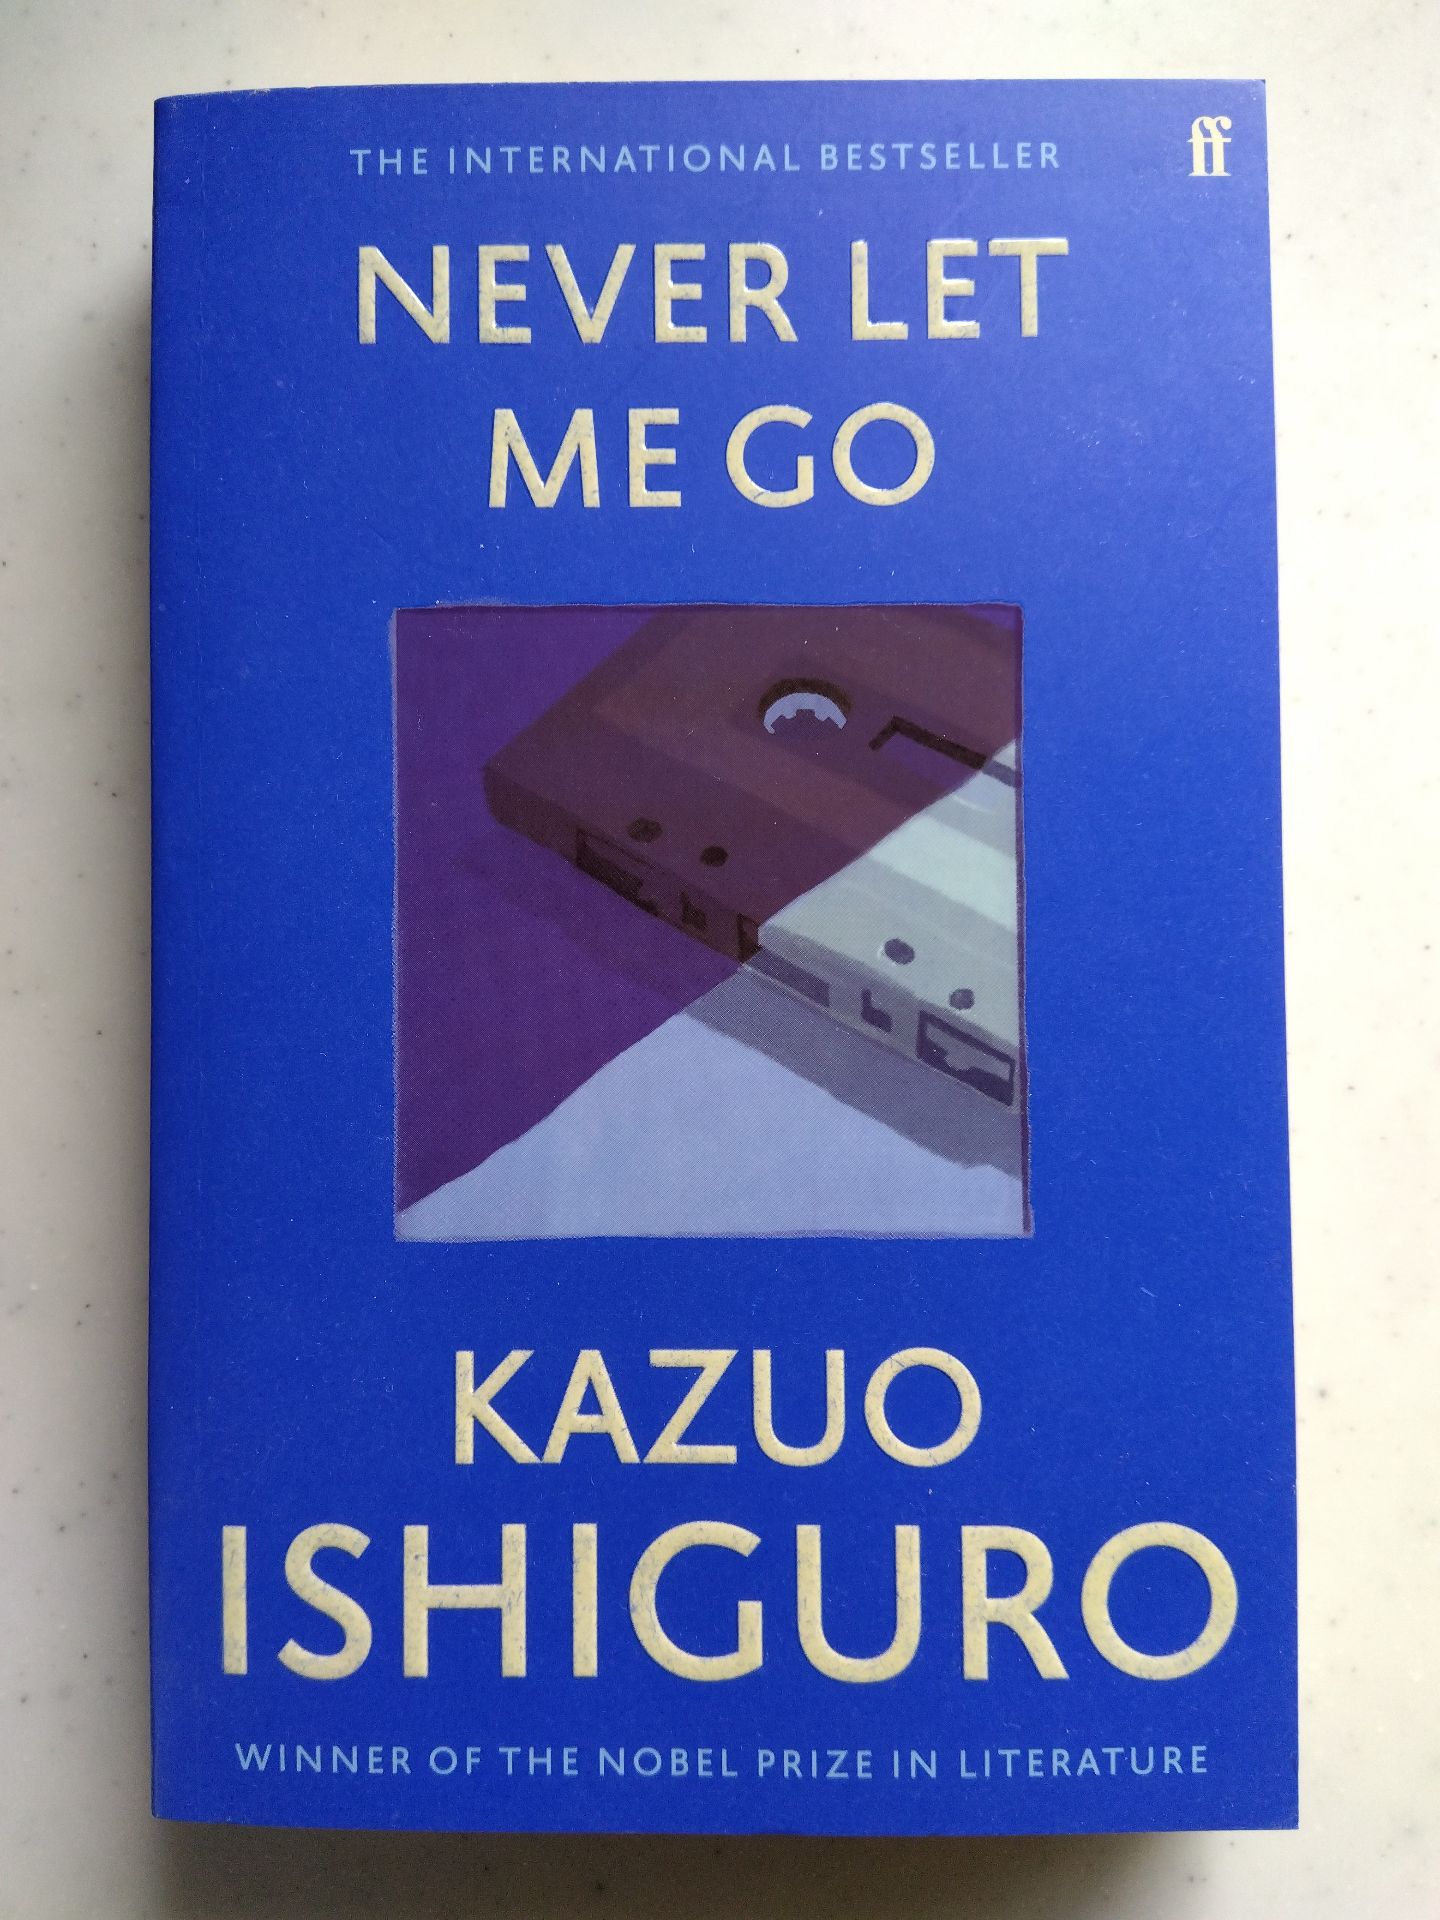 THE INTERNATIONAL BESTSELLER
ff
NEVER LET
ME GO
KAZUO
ISHIGURO
WINNER OF THE NOBEL PRIZE IN LITERATURE